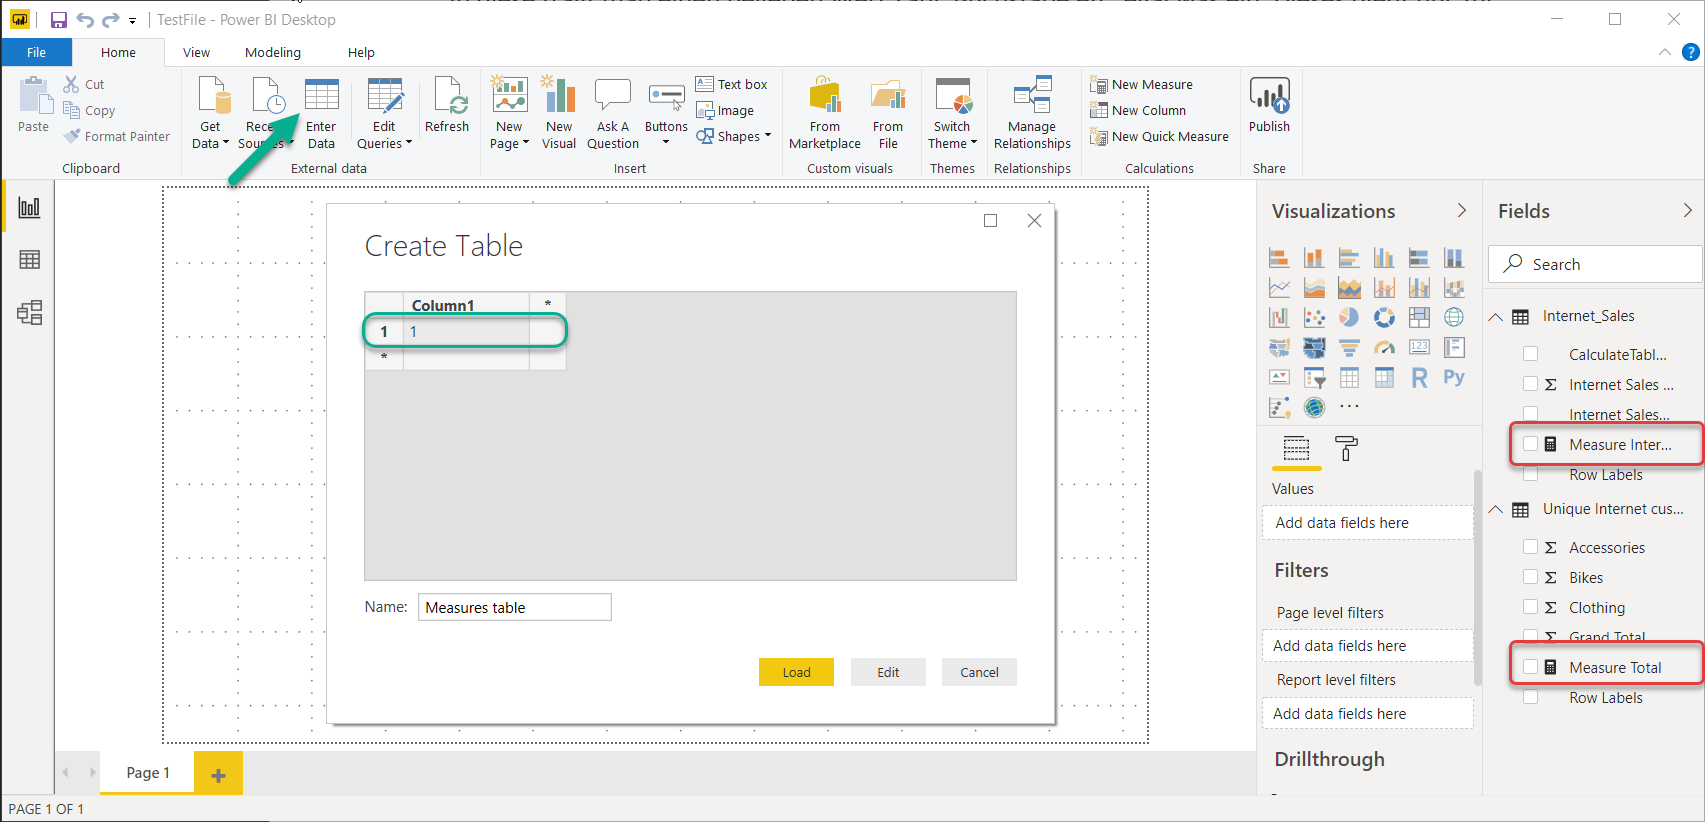 TestFile - Power BI Desktop
File
Home
View
Modeling
Help
?
Paste
Cut
Copy
Format Painter
Clipboard
Get
Data
Recent
Sources
Enter
Data
Edit
Queries
External data
Refresh
New
Page
New
Visual
Ask A
Question
Buttons
Text box
Image
Shapes
Insert
From
Marketplace
From
File
Custom visuals
Switch
Theme
Themes
Manage
Relationships
Relationships
New Measure
New Column
New Quick Measure
Calculations
Publish
Share
Create Table
Column1 *
1 1
*
Name: Measures table
Load
Edit
Cancel
Visualizations
123
R
Py
...
Values
Add data fields here
Filters
Page level filters
Add data fields here
Report level filters
Add data fields here
Drillthrough
Fields
Search
Internet_Sales
CalculateTabl...
Σ Internet Sales ...
Internet Sales...
Measure Inter...
Row Labels
Unique Internet cus...
Σ Accessories
Σ Bikes
Σ Clothing
Σ Grand Total
Measure Total
Row Labels
Page 1
+
PAGE 1 OF 1